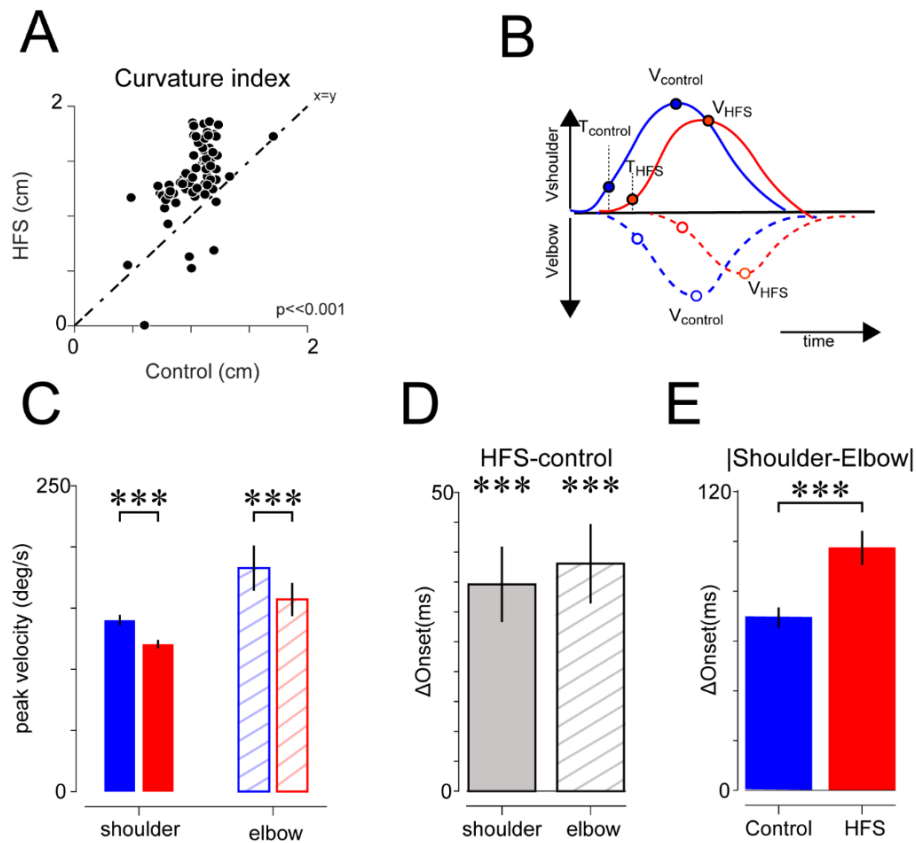 A
Curvature index
2
x=y
HFS (cm)
p<<0.001
0
0
2
Control (cm)
B
Vcontrol
VHFS
Tcontrol
THFS
Vshoulder
Velbow
VHFS
Vcontrol
time
C
250
***
***
peak velocity (deg/s)
0
shoulder
elbow
D
HFS-control
50
***
***
ΔOnset(ms)
0
shoulder
elbow
E
|Shoulder-Elbow|
120
***
ΔOnset(ms)
0
Control
HFS